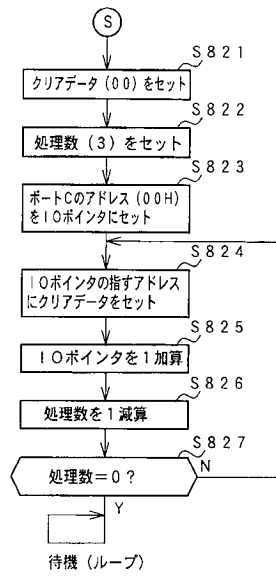 S
S821
クリアデータ(00)をセット
S822
処理数(3)をセット
S823
ポートCのアドレス(00H)
をIOポインタにセット
S824
IOポインタの指すアドレス
にクリアデータをセット
S825
IOポインタを1加算
S826
処理数を1減算
S827
処理数=0?
N
Y
待機(ループ)